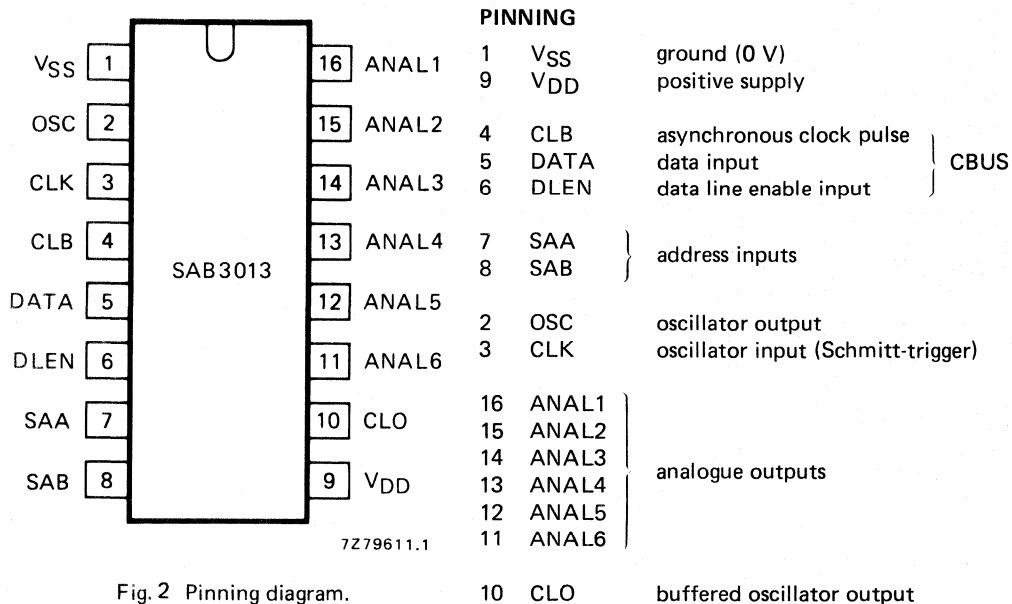 VSS 1 16 ANAL1
OSC 2 15 ANAL2
CLK 3 14 ANAL3
CLB 4 13 ANAL4
SAB3013
DATA 5 12 ANAL5
DLEN 6 11 ANAL6
SAA 7 10 CLO
SAB 8 9 VDD
7Z79611.1
Fig. 2 Pinning diagram.
PINNING
1 VSS ground (0 V)
9 VDD positive supply
4 CLB asynchronous clock pulse
5 DATA data input
CBUS
6 DLEN data line enable input
7 SAA
address inputs
8 SAB
2 OSC oscillator output
3 CLK oscillator input (Schmitt-trigger)
16 ANAL1
15 ANAL2
14 ANAL3
analogue outputs
13 ANAL4
12 ANAL5
11 ANAL6
10 CLO buffered oscillator output